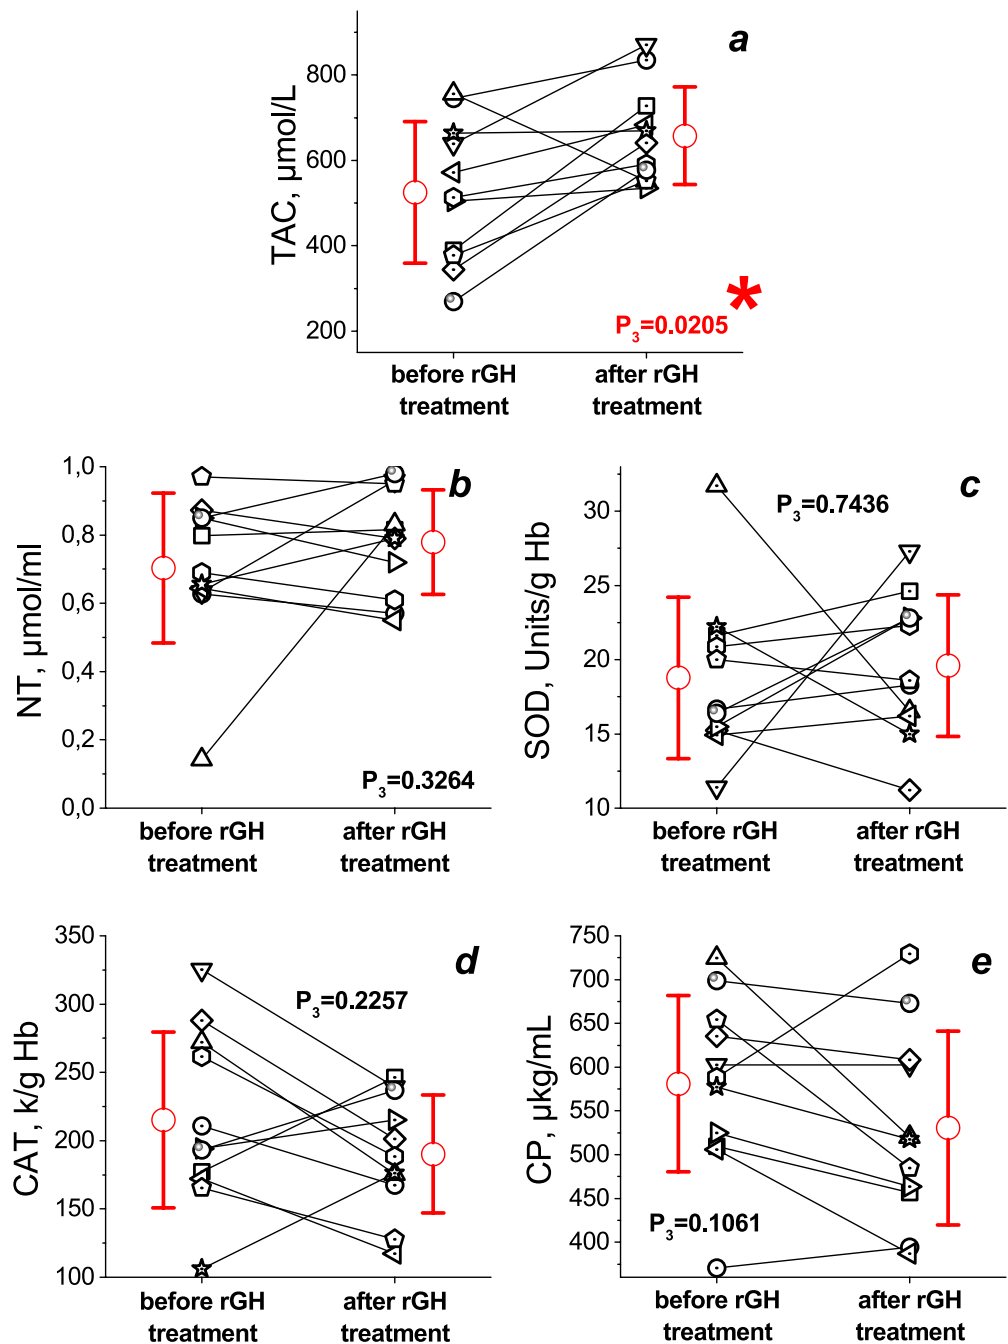 a
800
600
400
200
TAC, µmol/L
P3=0.0205
*
before rGH
treatment
after rGH
treatment
b
1,0
0,8
0,6
0,4
0,2
0,0
NT, µmol/ml
P3=0.3264
before rGH
treatment
after rGH
treatment
c
30
25
20
15
10
SOD, Units/g Hb
P3=0.7436
before rGH
treatment
after rGH
treatment
d
350
300
250
200
150
100
CAT, k/g Hb
P3=0.2257
before rGH
treatment
after rGH
treatment
e
750
700
650
600
550
500
450
400
CP, µkg/mL
P3=0.1061
before rGH
treatment
after rGH
treatment